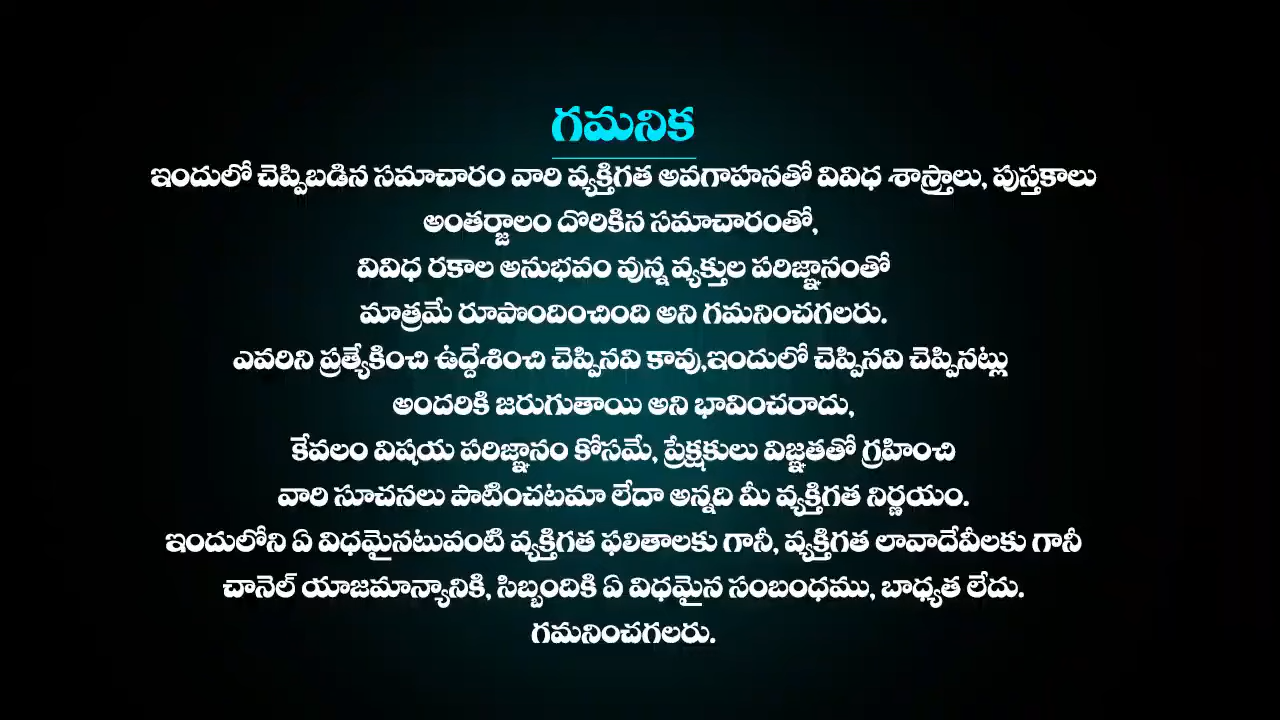 గమనిక
ఇందులో చెప్పిబడిన సమాచారం వారి వ్యక్తిగత అవగాహనతో వివిధ శాస్త్రాలు, పుస్తకాలు
అంతర్జాలం దొరికిన సమాచారంతో,
వివిధ రకాల అనుభవం వున్న వ్యక్తుల పరిజ్ఞానంతో
మాత్రమే రూపొందించింది అని గమనించగలరు.
ఎవరిని ప్రత్యేకించి ఉద్దేశించి చెప్పినవి కావు,ఇందులో చెప్పినవి చెప్పినట్లు
అందరికి జరుగుతాయి అని భావించరాదు,
కేవలం విషయ పరిజ్ఞానం కోసమే, ప్రేక్షకులు విజ్ఞతతో గ్రహించి
వారి సూచనలు పాటించటమా లేదా అన్నది మీ వ్యక్తిగత నిర్ణయం.
ఇందులోని ఏ విధమైనటువంటి వ్యక్తిగత ఫలితాలకు గానీ, వ్యక్తిగత లావాదేవీలకు గానీ
చానెల్ యాజమాన్యానికి, సిబ్బందికి ఏ విధమైన సంబంధము, బాధ్యత లేదు.
గమనించగలరు.